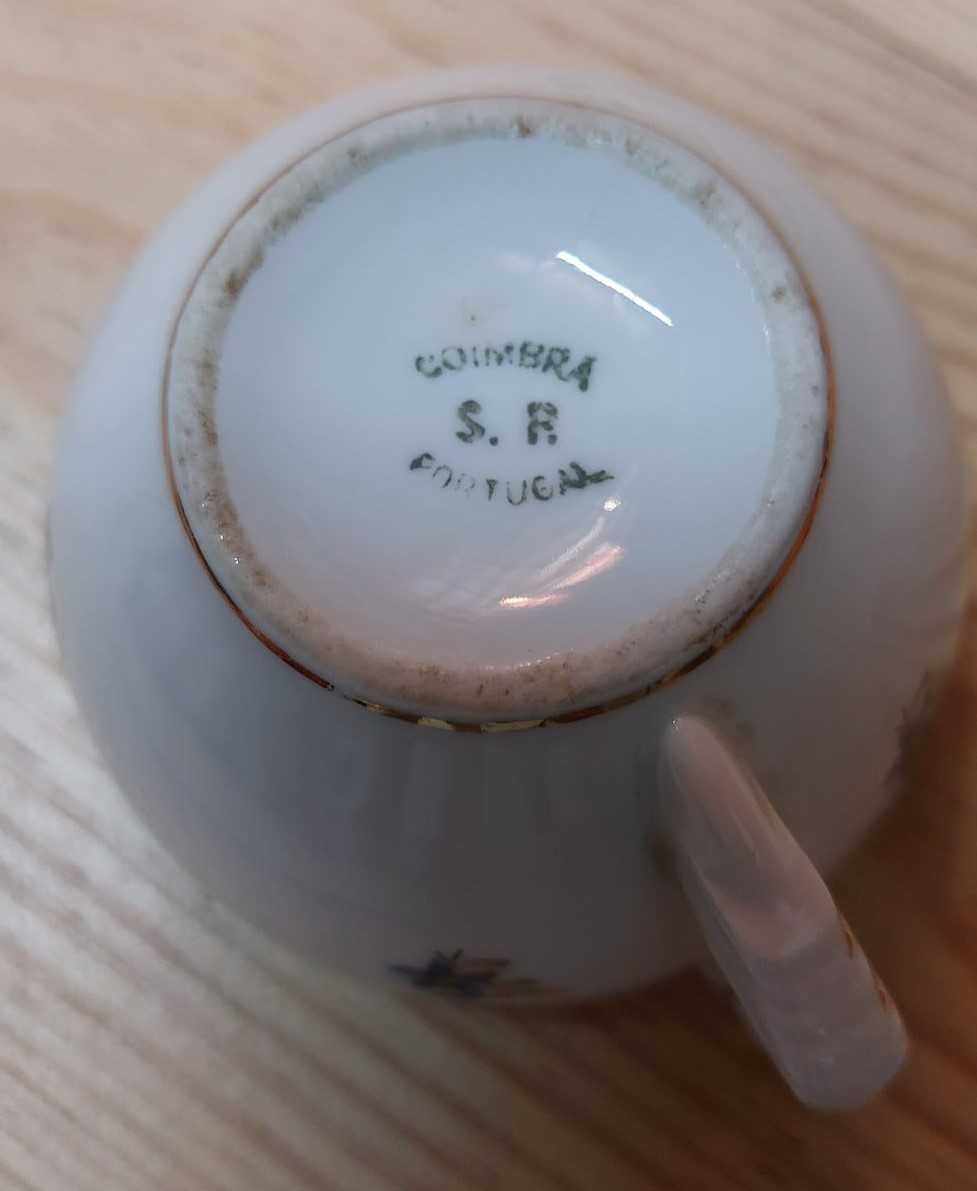 COIMBRA
S. P.
PORTUGAL